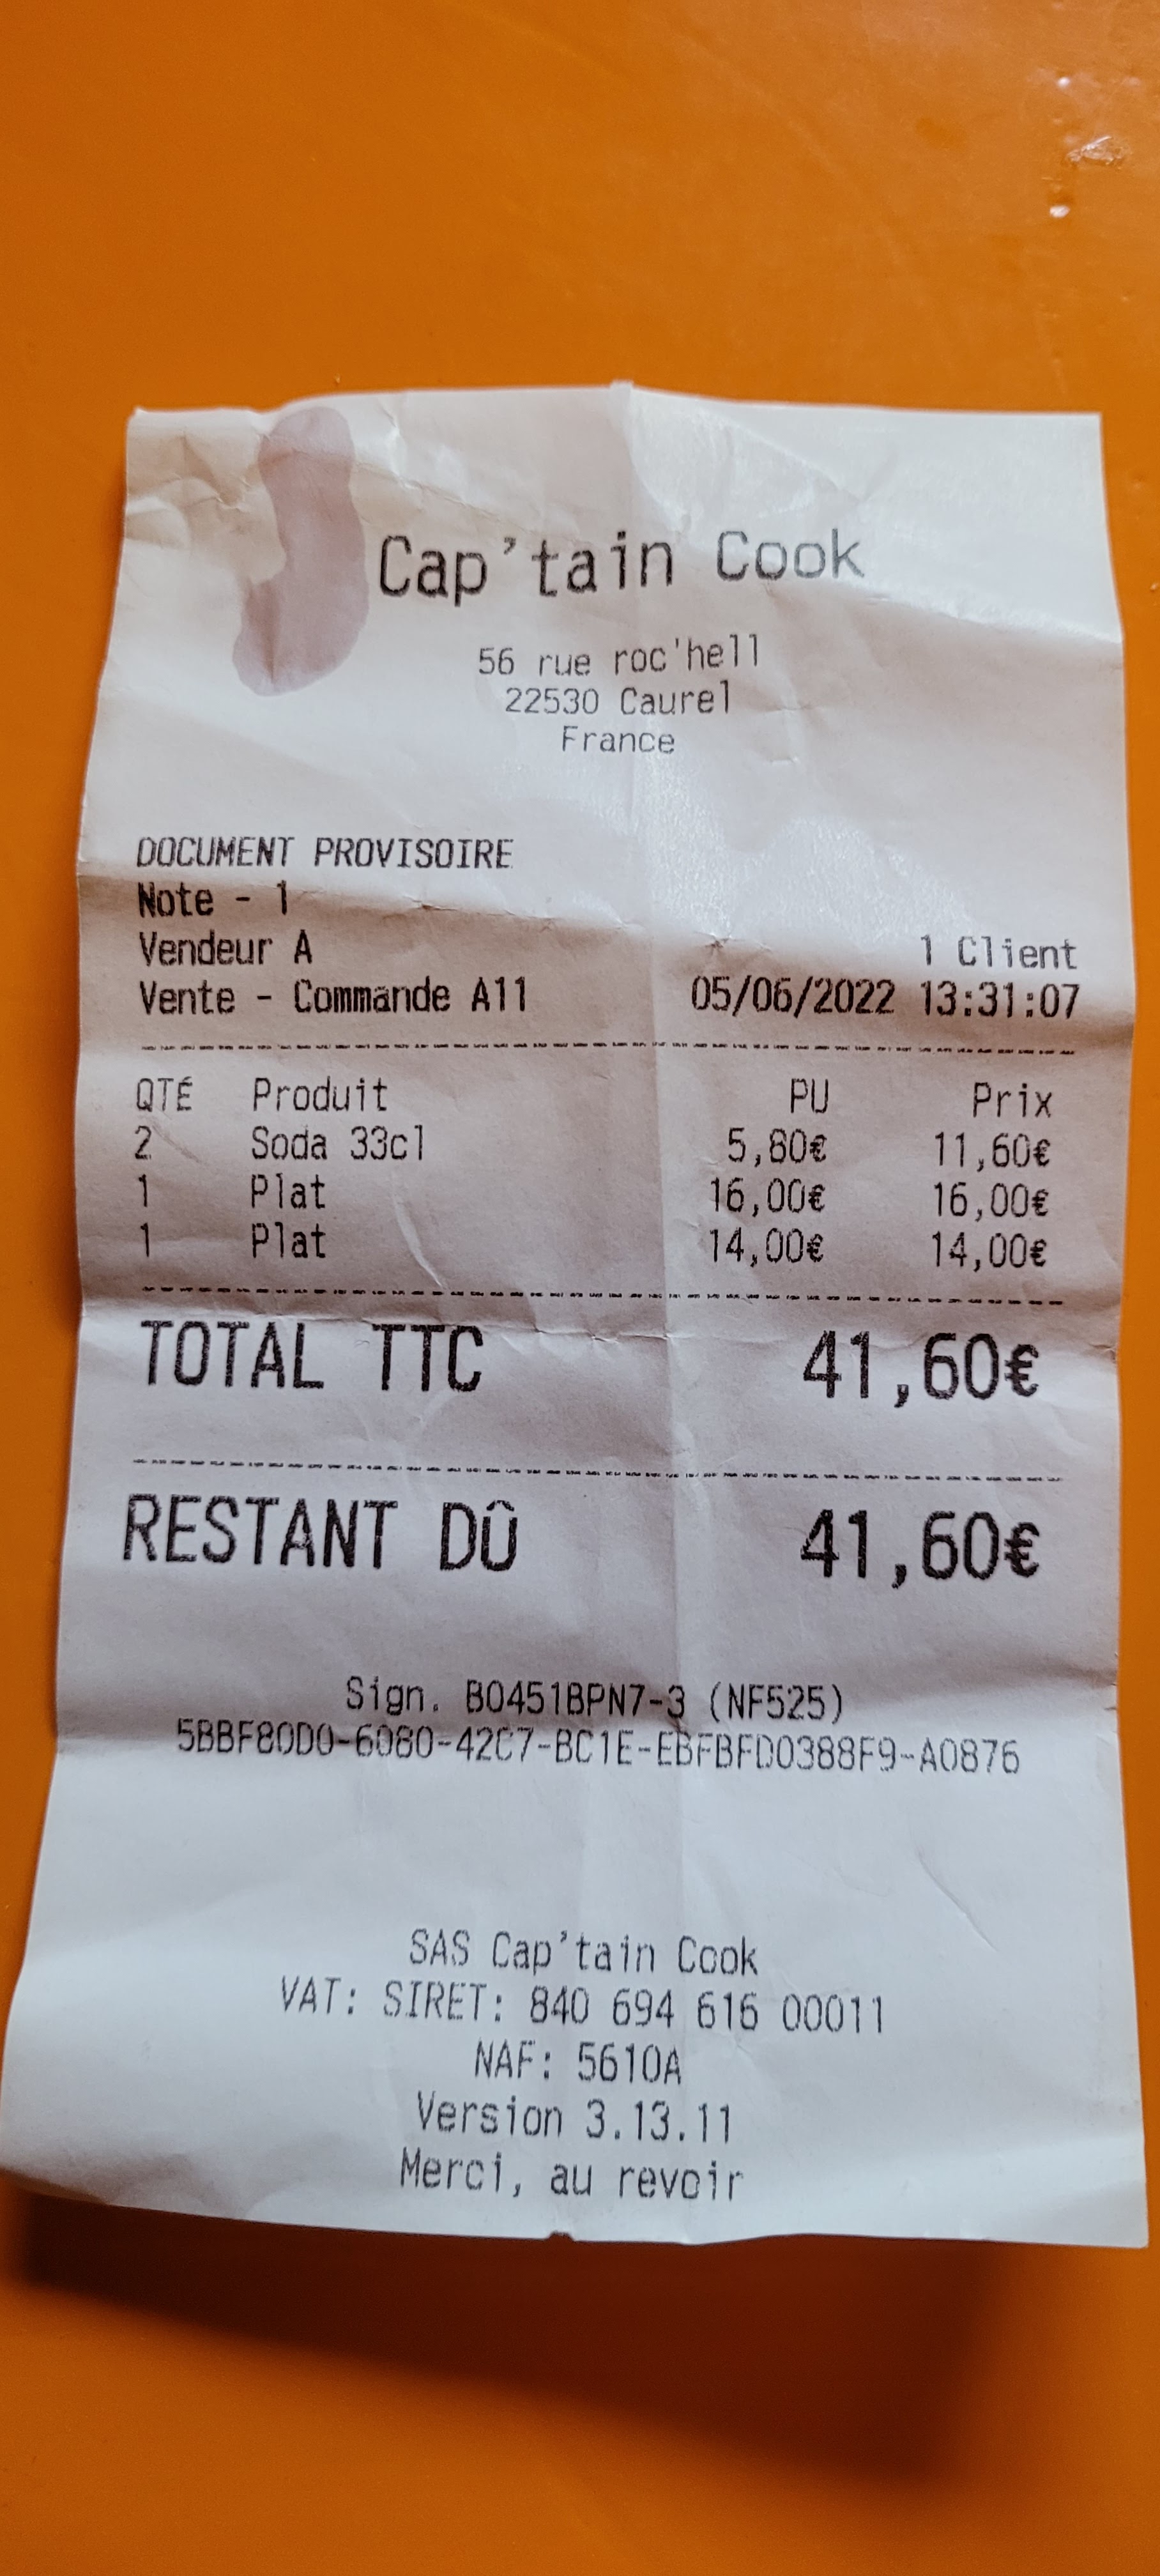 Cap'tain Cook
56 rue roc'hell
22530 Caurel
France
DOCUMENT PROVISOIRE
Note - 1
Vendeur A 1 Client
Vente - Commande A11 05/06/2022 13:31:07
QTÉ Produit PU Prix
2 Soda 33cl 5,80€ 11,60€
1 Plat 16,00€ 16,00€
1 Plat 14,00€ 14,00€
TOTAL TTC 41,60€
RESTANT DÛ 41,60€
Sign. B0451BPN7-3 (NF525)
5BBF80D0-6080-42C7-BC1E-EBFBFD0388F9-A0876
SAS Cap'tain Cook
VAT: SIRET: 840 694 616 00011
NAF: 5610A
Version 3.13.11
Merci, au revoir